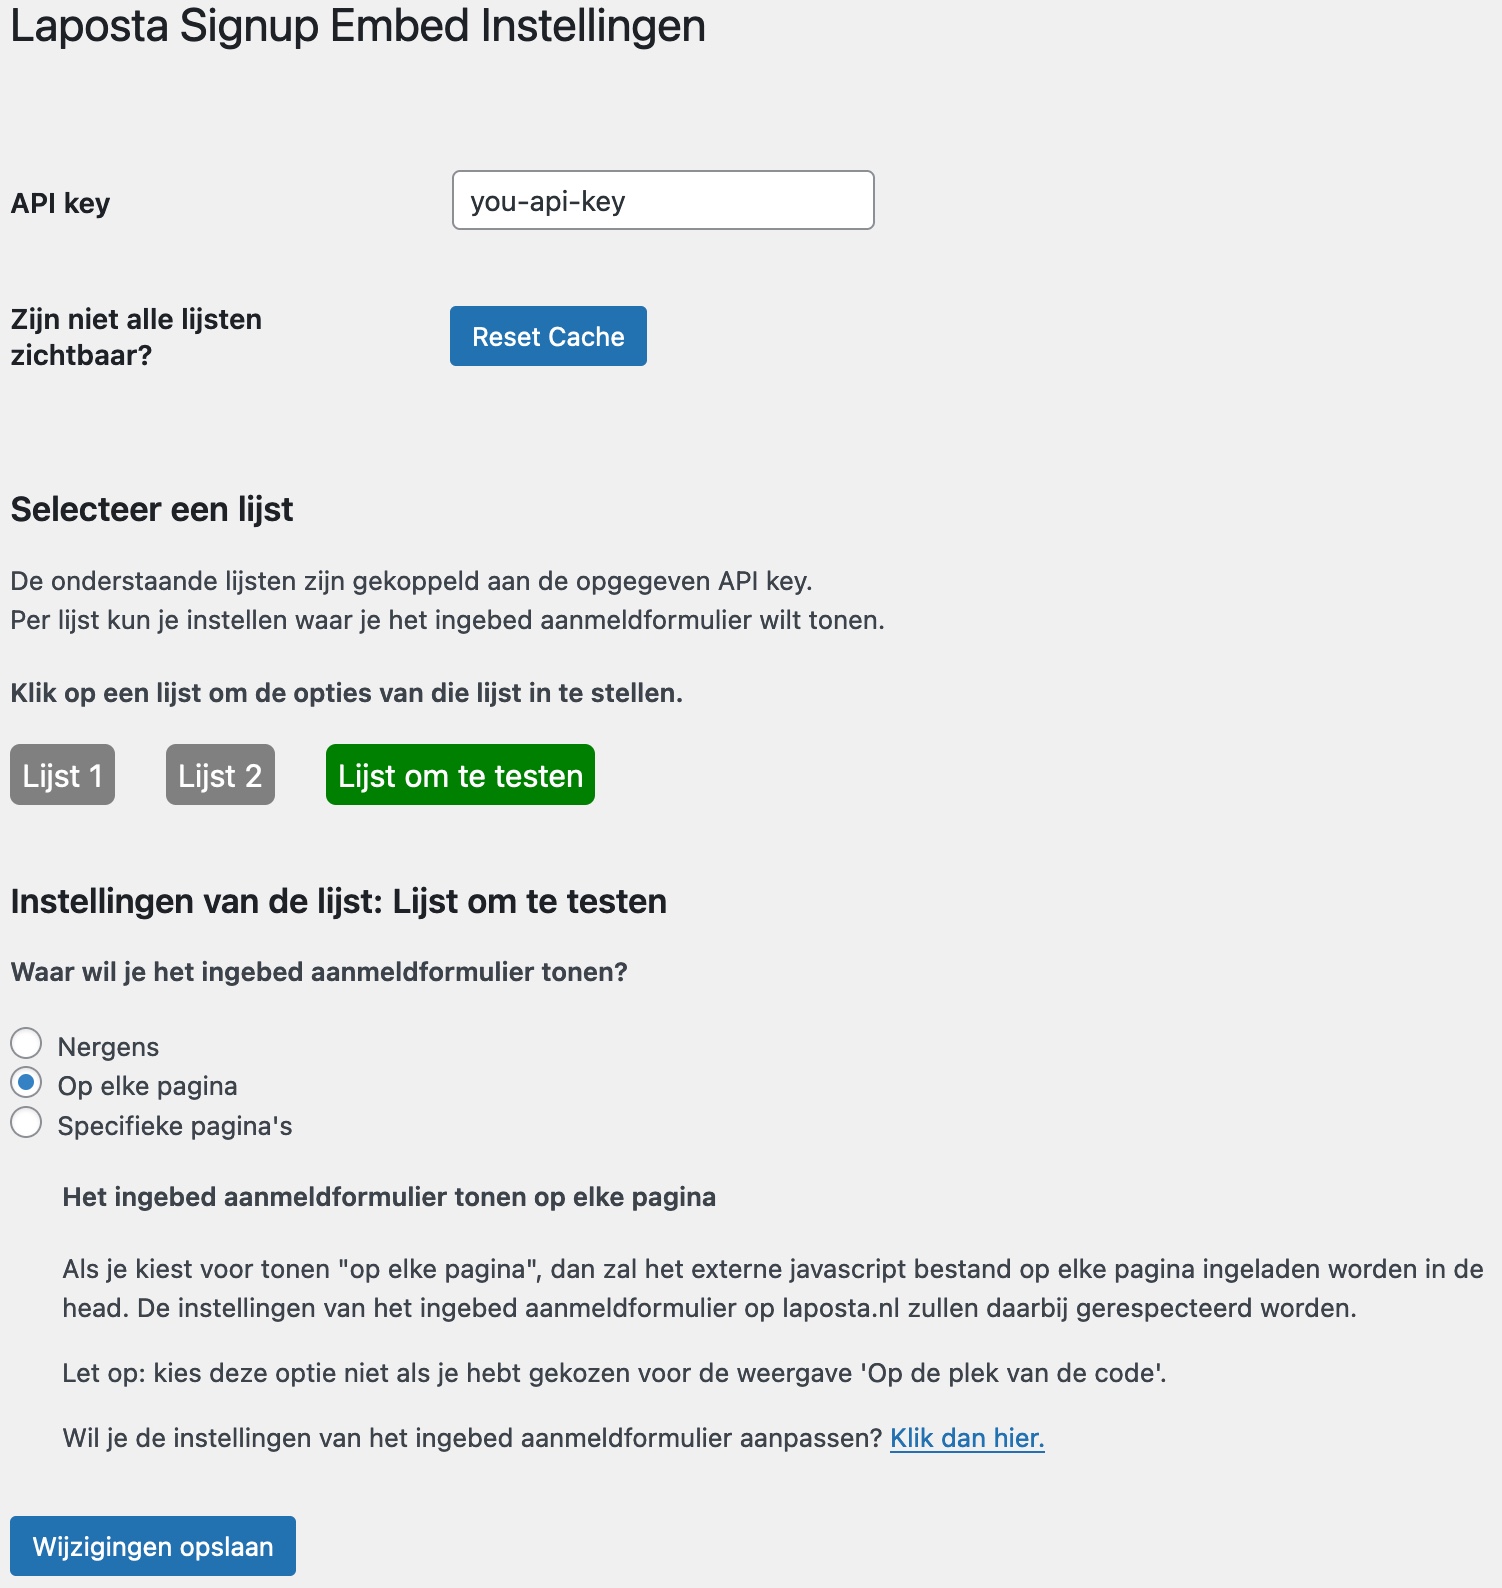 Laposta Signup Embed Instellingen
API key
you-api-key
Zijn niet alle lijsten
zichtbaar?
Reset Cache
Selecteer een lijst
De onderstaande lijsten zijn gekoppeld aan de opgegeven API key.
Per lijst kun je instellen waar je het ingebed aanmeldformulier wilt tonen.
Klik op een lijst om de opties van die lijst in te stellen.
Lijst 1
Lijst 2
Lijst om te testen
Instellingen van de lijst: Lijst om te testen
Waar wil je het ingebed aanmeldformulier tonen?
Nergens
Op elke pagina
Specifieke pagina's
Het ingebed aanmeldformulier tonen op elke pagina
Als je kiest voor tonen "op elke pagina", dan zal het externe javascript bestand op elke pagina ingeladen worden in de
head. De instellingen van het ingebed aanmeldformulier op laposta.nl zullen daarbij gerespecteerd worden.
Let op: kies deze optie niet als je hebt gekozen voor de weergave 'Op de plek van de code'.
Wil je de instellingen van het ingebed aanmeldformulier aanpassen? Klik dan hier.
Wijzigingen opslaan